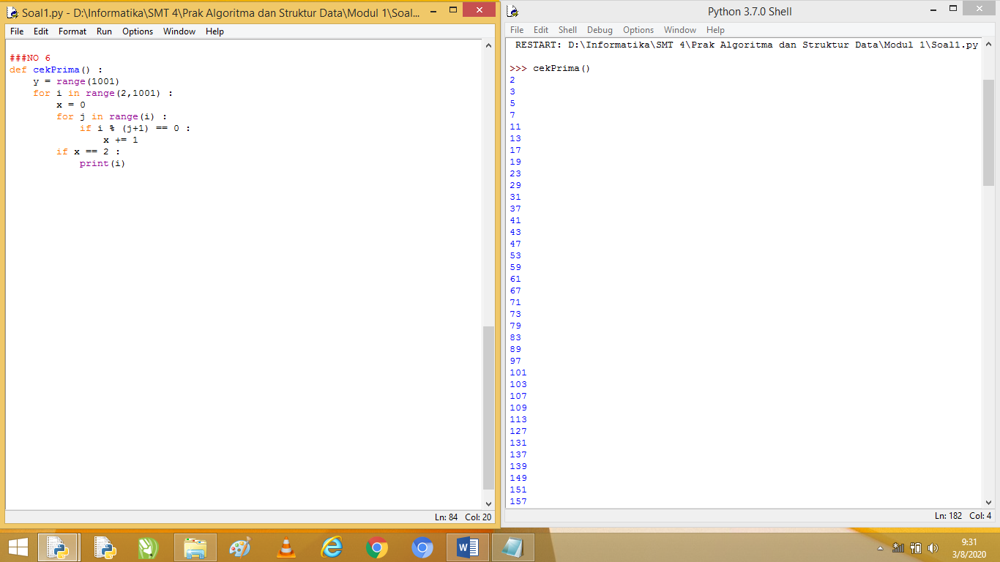 Soal1.py - D:\Informatika\SMT 4\Prak Algoritma dan Struktur Data\Modul 1\Soal...
File Edit Format Run Options Window Help
###NO 6
def cekPrima() :
    y = range(1001)
    for i in range(2,1001) :
        x = 0
        for j in range(i) :
            if i % (j+1) == 0 :
                x += 1
        if x == 2 :
            print(i)
Ln: 84 Col: 20
Python 3.7.0 Shell
File Edit Shell Debug Options Window Help
RESTART: D:\Informatika\SMT 4\Prak Algoritma dan Struktur Data\Modul 1\Soal1.py
>>> cekPrima()
2
3
5
7
11
13
17
19
23
29
31
37
41
43
47
53
59
61
67
71
73
79
83
89
97
101
103
107
109
113
127
131
137
139
149
151
157
Ln: 182 Col: 4
9:31
3/8/2020